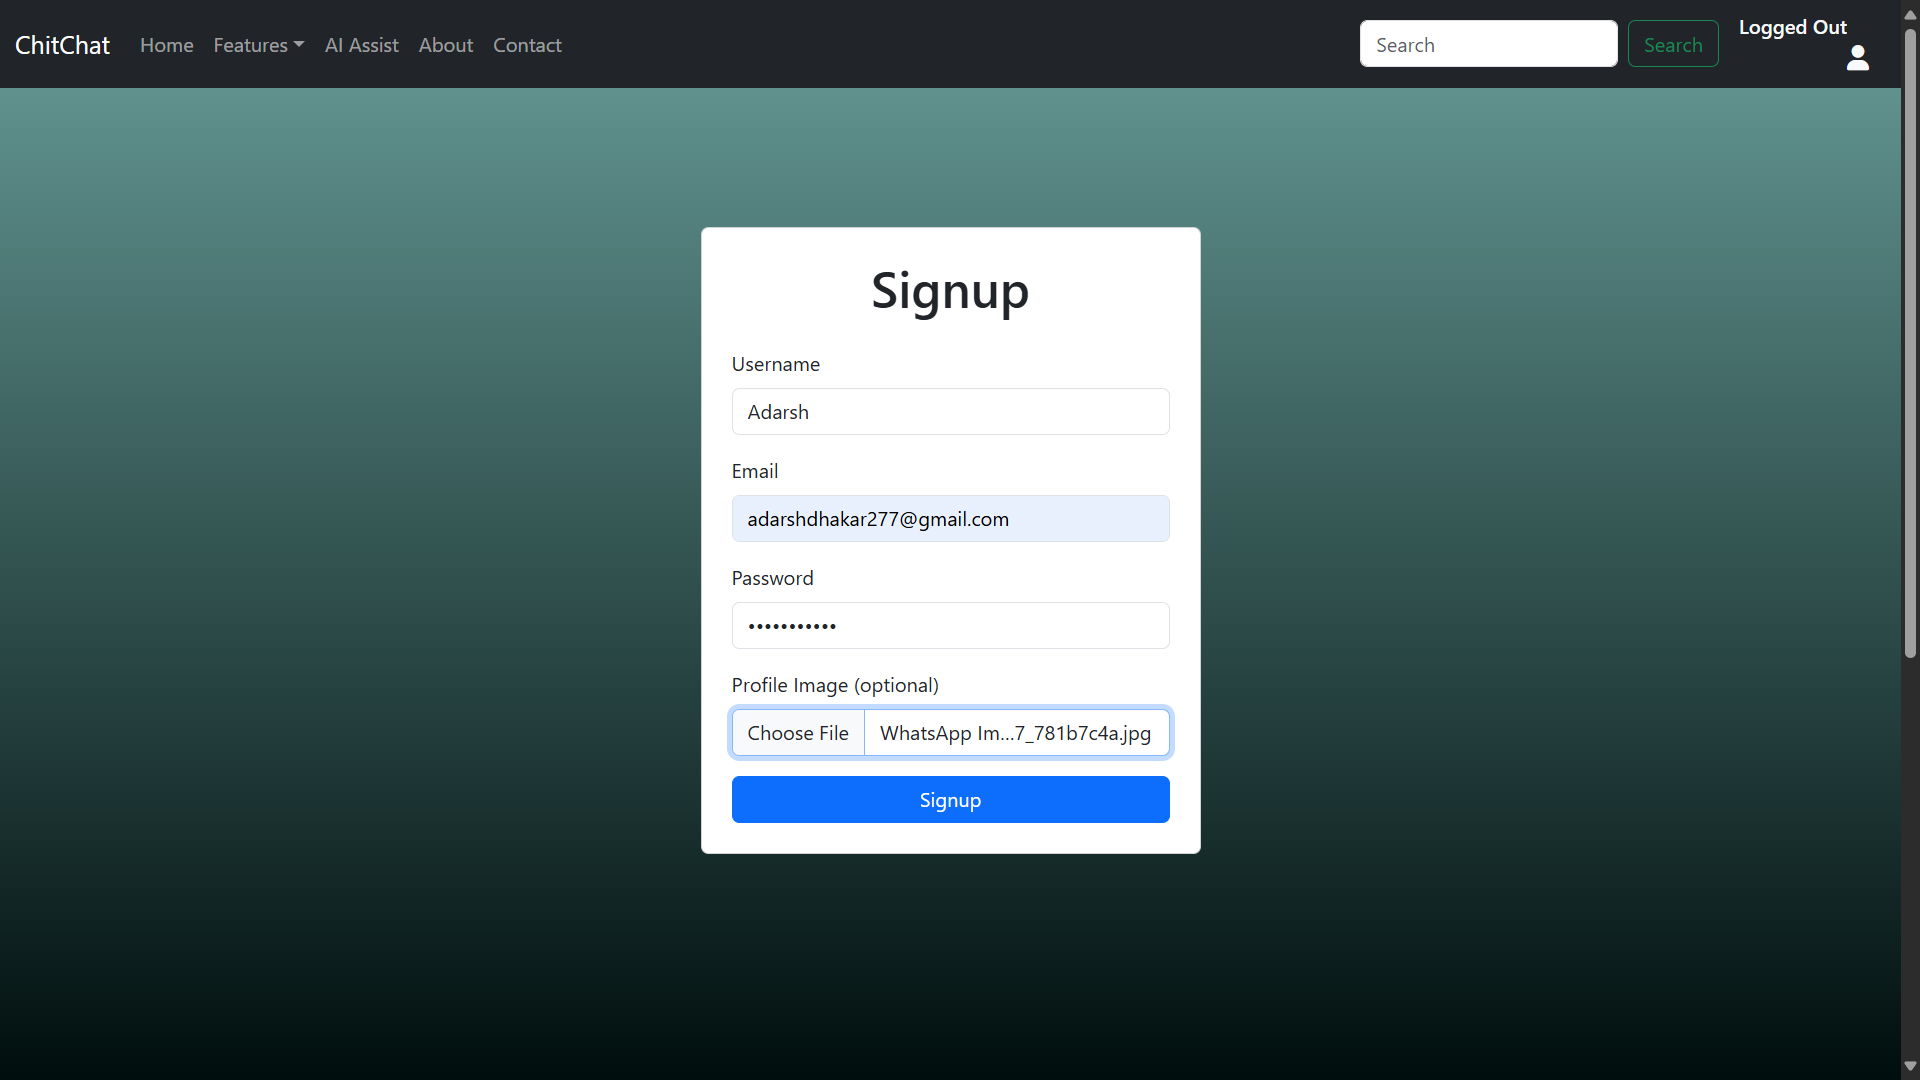 ChitChat Home Features AI Assist About Contact Search Search Logged Out
Signup
Username
Adarsh
Email
adarshdhakar277@gmail.com
Password
•••••••••••
Profile Image (optional)
Choose File WhatsApp Im...7_781b7c4a.jpg
Signup